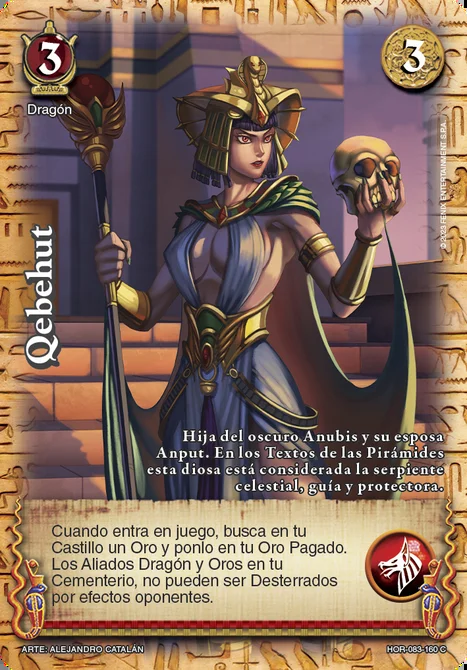 3
3
Dragón
© 2023 FENIX ENTERTAINMENT S.P.A.
Qebehut
Hija del oscuro Anubis y su esposa
Anput. En los Textos de las Pirámides
esta diosa está considerada la serpiente
celestial, guía y protectora.
Cuando entra en juego, busca en tu
Castillo un Oro y ponlo en tu Oro Pagado.
Los Aliados Dragón y Oros en tu
Cementerio, no pueden ser Desterrados
por efectos oponentes.
ARTE: ALEJANDRO CATALÁN
HOR-083-160 C